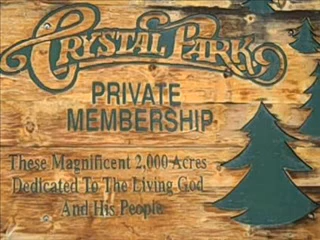 Crystal Park
PRIVATE
MEMBERSHIP
These Magnificent 2,000 Acres
Dedicated To The Living God
And His People